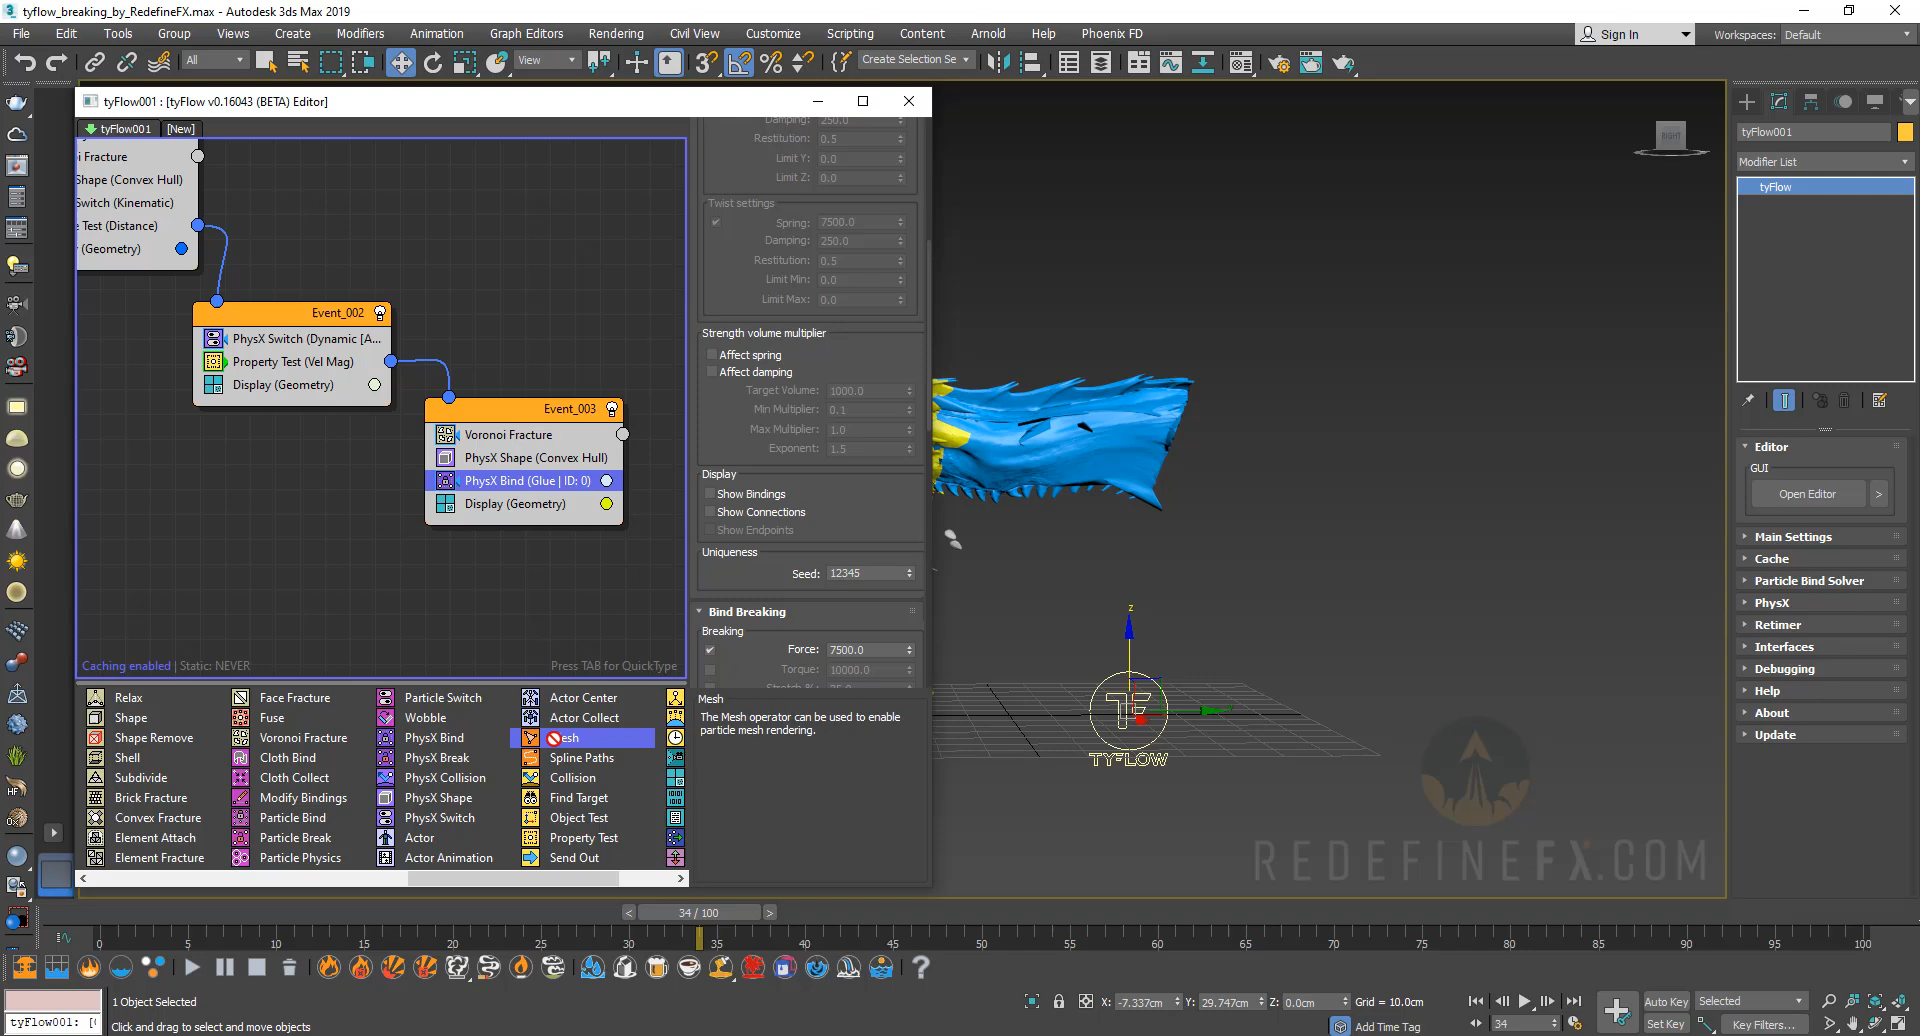 tyflow_breaking_by_RedefineFX.max - Autodesk 3ds Max 2019
File Edit Tools Group Views Create Modifiers Animation Graph Editors Rendering Civil View Customize Scripting Content Arnold Help Phoenix FD
Sign In Workspaces: Default
All View Create Selection Se
tyFlow001 : [tyFlow v0.16043 (BETA) Editor]
tyFlow001 [New]
i Fracture
Shape (Convex Hull)
Switch (Kinematic)
e Test (Distance)
(Geometry)
Event_002
PhysX Switch (Dynamic [A...
Property Test (Vel Mag)
Display (Geometry)
Event_003
Voronoi Fracture
PhysX Shape (Convex Hull)
PhysX Bind (Glue | ID: 0)
Display (Geometry)
Caching enabled | Static: NEVER
Press TAB for QuickType
Damping: 250.0
Restitution: 0.5
Limit Y: 0.0
Limit Z: 0.0
Twist settings
Spring: 7500.0
Damping: 250.0
Restitution: 0.5
Limit Min: 0.0
Limit Max: 0.0
Strength volume multiplier
Affect spring
Affect damping
Target Volume: 1000.0
Min Multiplier: 0.1
Max Multiplier: 1.0
Exponent: 1.5
Display
Show Bindings
Show Connections
Show Endpoints
Uniqueness
Seed: 12345
Bind Breaking
Breaking
Force: 7500.0
Torque: 10000.0
Relax Face Fracture Particle Switch Actor Center
Shape Fuse Wobble Actor Collect
Shape Remove Voronoi Fracture PhysX Bind esh
Shell Cloth Bind PhysX Break Spline Paths
Subdivide Cloth Collect PhysX Collision Collision
Brick Fracture Modify Bindings PhysX Shape Find Target
Convex Fracture Particle Bind PhysX Switch Object Test
Element Attach Particle Break Actor Property Test
Element Fracture Particle Physics Actor Animation Send Out
Mesh
The Mesh operator can be used to enable
particle mesh rendering.
RIGHT
z
TF
TYFLOW
REDEFINEFX.COM
tyFlow001
Modifier List
tyFlow
Editor
GUI
Open Editor >
Main Settings
Cache
Particle Bind Solver
PhysX
Retimer
Interfaces
Debugging
Help
About
Update
HF
< 34 / 100 >
0 5 10 15 20 25 30 35 40 45 50 55 60 65 70 75 80 85 90 95 100
1 Object Selected
X: -7.337cm Y: 29.747cm Z: 0.0cm Grid = 10.0cm
Auto Key Selected
tyFlow001: [
Click and drag to select and move objects
Add Time Tag
34
Set Key Key Filters...